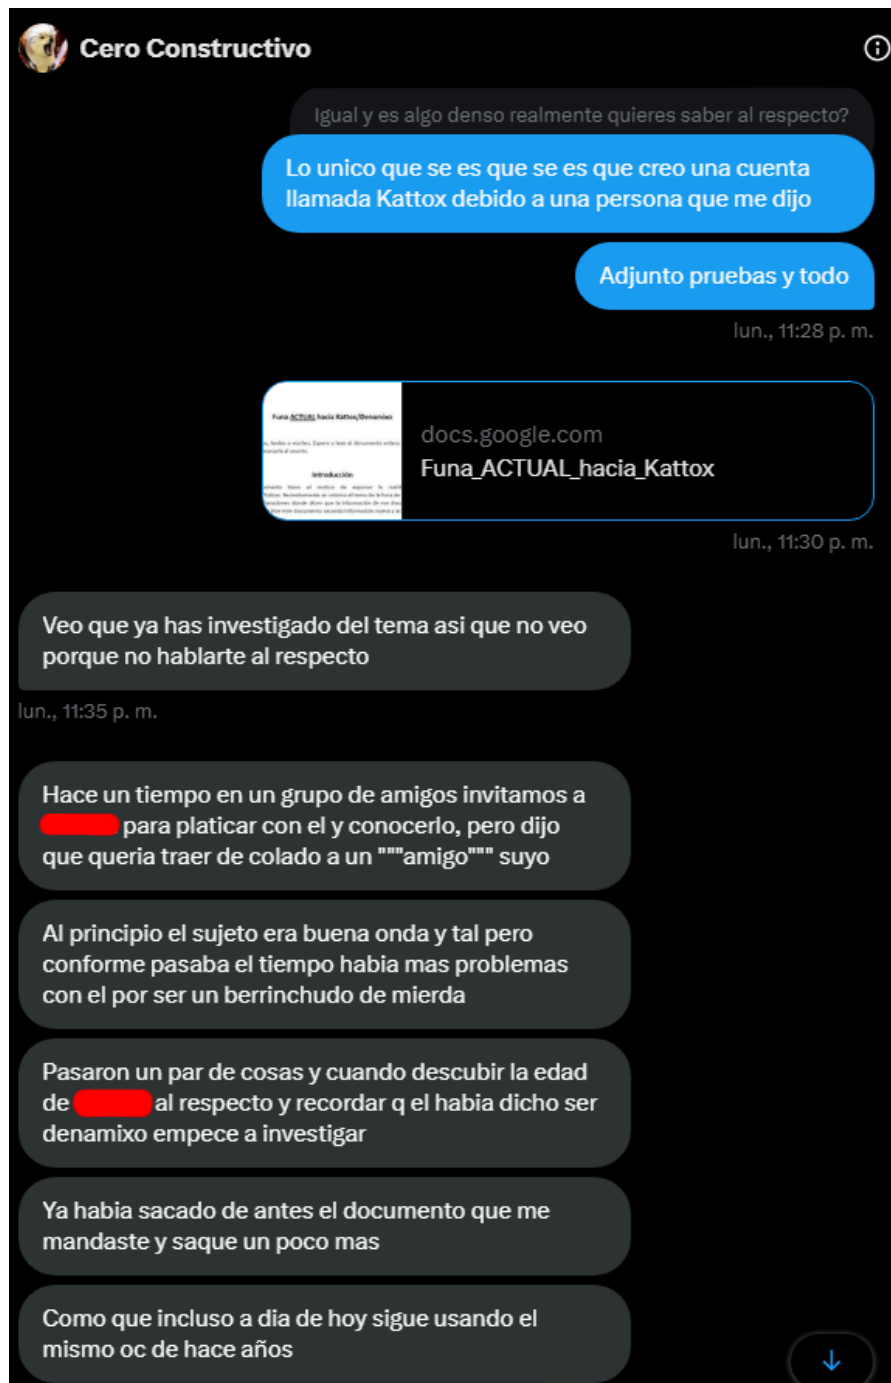 Cero Constructivo
Igual y es algo denso realmente quieres saber al respecto?
Lo unico que se es que se es que creo una cuenta
llamada Kattox debido a una persona que me dijo
Adjunto pruebas y todo
lun., 11:28 p. m.
Funa ACTUAL hacia Kattox/Denamixo
Introducción
docs.google.com
Funa_ACTUAL_hacia_Kattox
lun., 11:30 p. m.
Veo que ya has investigado del tema asi que no veo
porque no hablarte al respecto
lun., 11:35 p. m.
Hace un tiempo en un grupo de amigos invitamos a
para platicar con el y conocerlo, pero dijo
que queria traer de colado a un """amigo""" suyo
Al principio el sujeto era buena onda y tal pero
conforme pasaba el tiempo habia mas problemas
con el por ser un berrinchudo de mierda
Pasaron un par de cosas y cuando descubir la edad
de al respecto y recordar q el habia dicho ser
denamixo empece a investigar
Ya habia sacado de antes el documento que me
mandaste y saque un poco mas
Como que incluso a dia de hoy sigue usando el
mismo oc de hace años